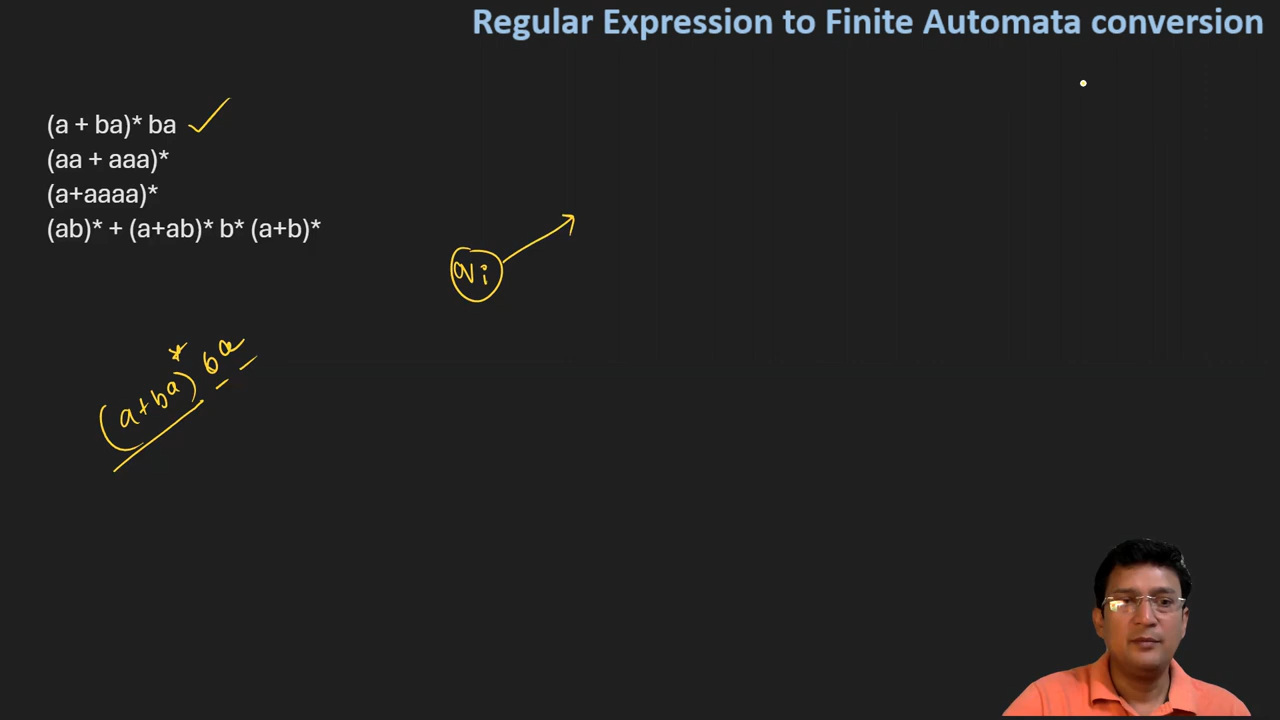 Regular Expression to Finite Automata conversion
(a + ba)* ba
(aa + aaa)*
(a+aaaa)*
(ab)* + (a+ab)* b* (a+b)*
qi
(a+ba)* ba